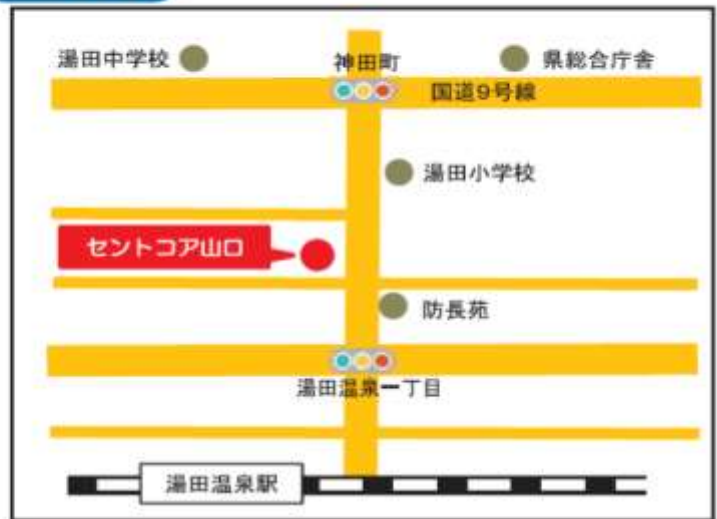 湯田中学校
神田町
県総合庁舎
国道9号線
湯田小学校
セントコア山口
防長苑
湯田温泉一丁目
湯田温泉駅